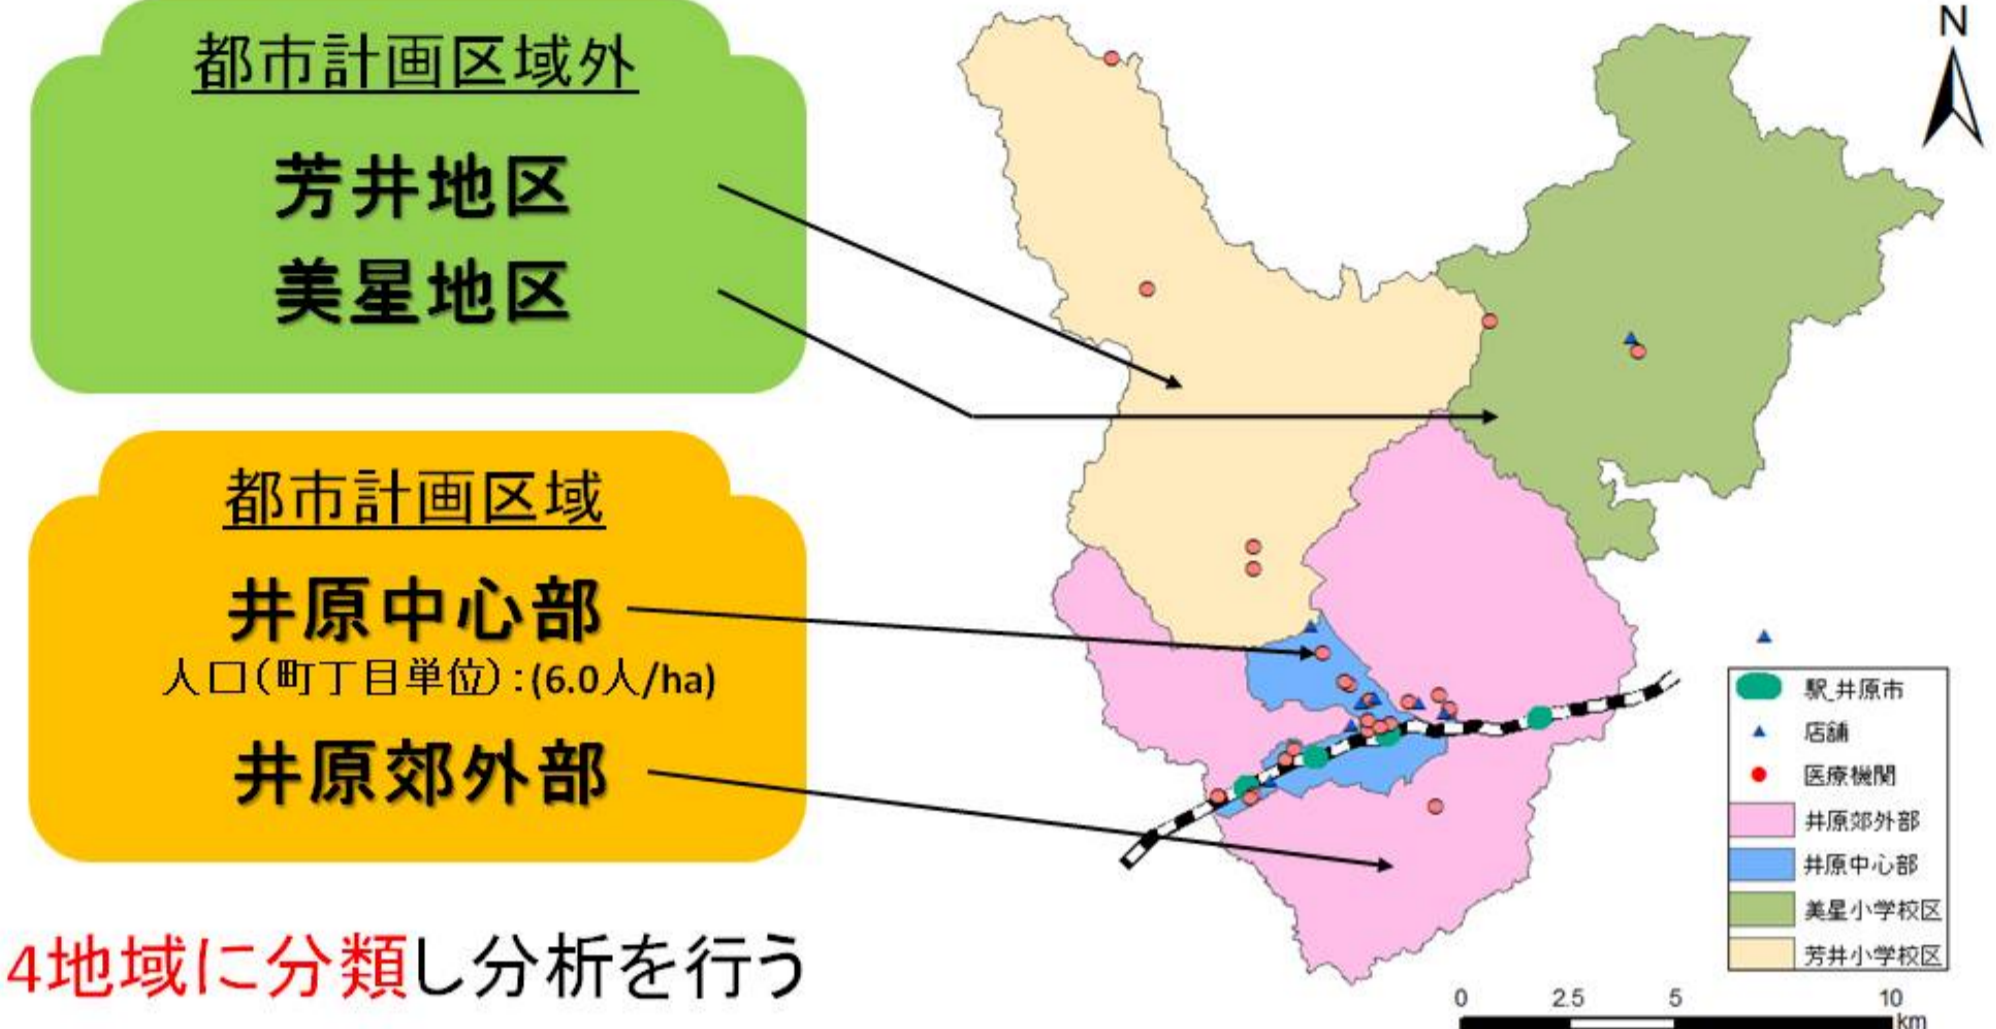 都市計画区域外
芳井地区
美星地区
都市計画区域
井原中心部
人口(町丁目単位):(6.0人/ha)
井原郊外部
4地域に分類し分析を行う
N
駅_井原市
店舗
医療機関
井原郊外部
井原中心部
美星小学校区
芳井小学校区
0 2.5 5 10
km